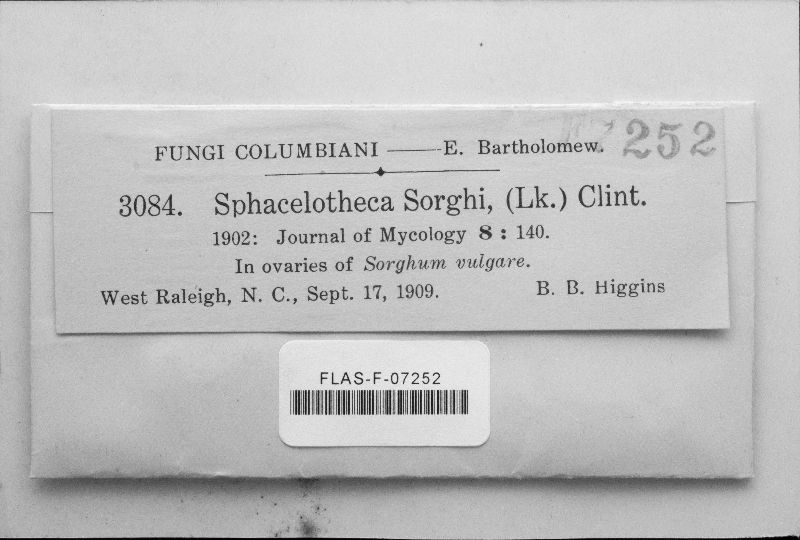 FUNGI COLUMBIANI — E. Bartholomew.
252
3084. Sphacelotheca Sorghi, (Lk.) Clint.
1902: Journal of Mycology 8 : 140.
In ovaries of Sorghum vulgare.
West Raleigh, N. C., Sept. 17, 1909. B. B. Higgins
FLAS-F-07252